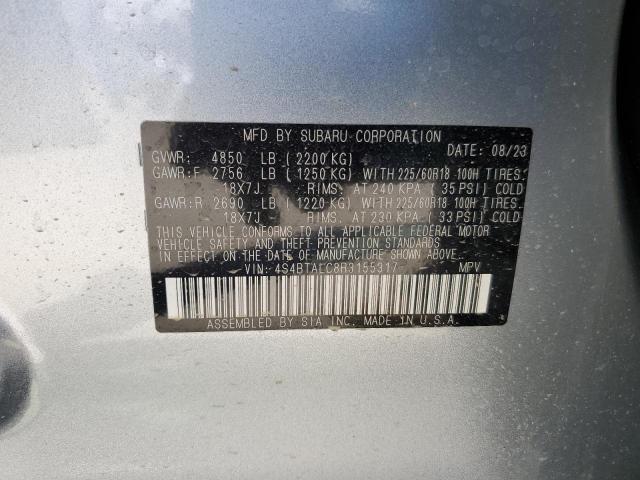 MFD BY SUBARU CORPORATION
GVWR: 4850 LB (2200 KG) DATE: 08/23
GAWR:F 2756 LB (1250 KG) WITH 225/60R18 100H TIRES.
18X7J RIMS. AT 240 KPA (35 PSI) COLD
GAWR:R 2690 LB (1220 KG) WITH 225/60R18 100H TIRES.
18X7J RIMS. AT 230 KPA (33 PSI) COLD
THIS VEHICLE CONFORMS TO ALL APPLICABLE FEDERAL MOTOR
VEHICLE SAFETY AND THEFT PREVENTION STANDARDS
IN EFFECT ON THE DATE OF MANUFACTURE SHOWN ABOVE.
VIN: 4S4BTALC8R3155317 MPV
ASSEMBLED BY SIA INC. MADE IN U.S.A.